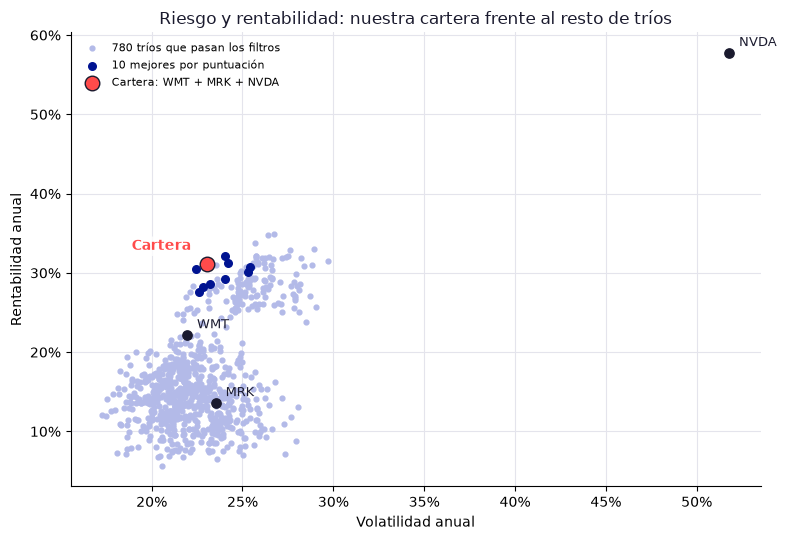 Riesgo y rentabilidad: nuestra cartera frente al resto de tríos
780 tríos que pasan los filtros
10 mejores por puntuación
Cartera: WMT + MRK + NVDA
NVDA
Cartera
WMT
MRK
Rentabilidad anual
60%
50%
40%
30%
20%
10%
20%
25%
30%
35%
40%
45%
50%
Volatilidad anual